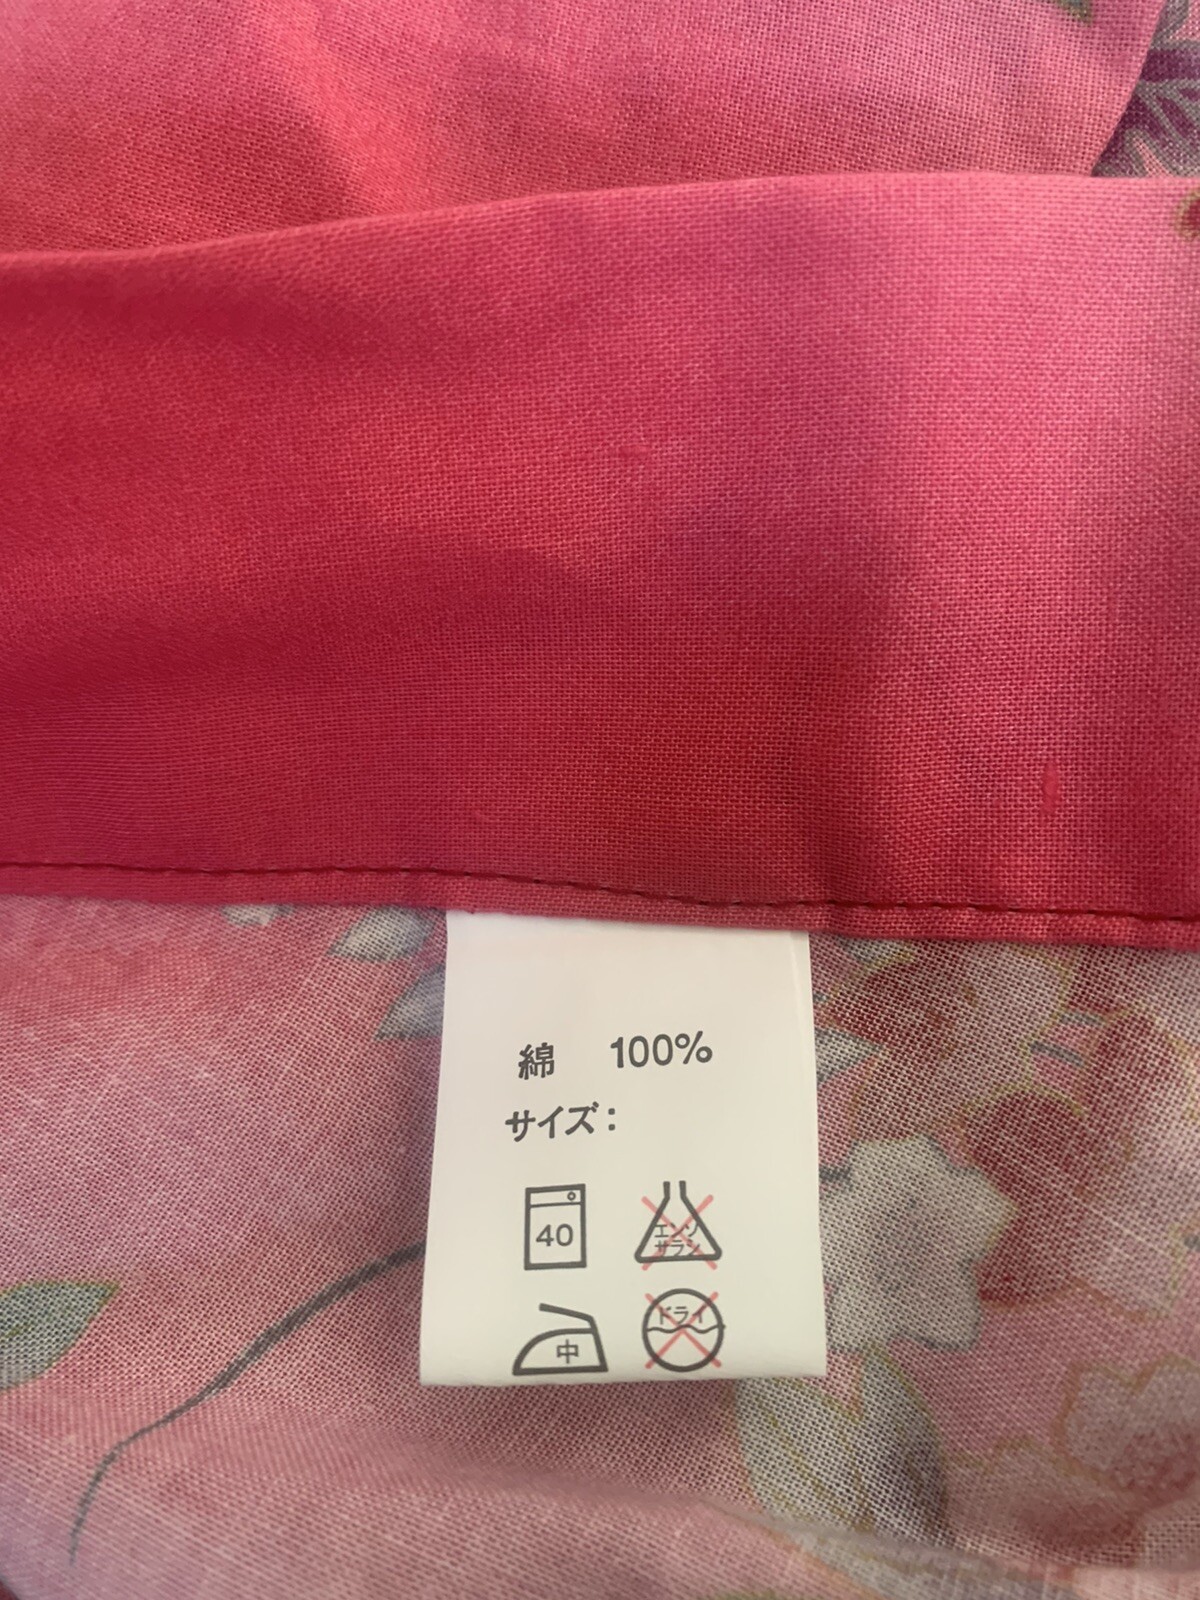 綿 100%
サイズ:
40
エンソ
サラシ
中
ドライ